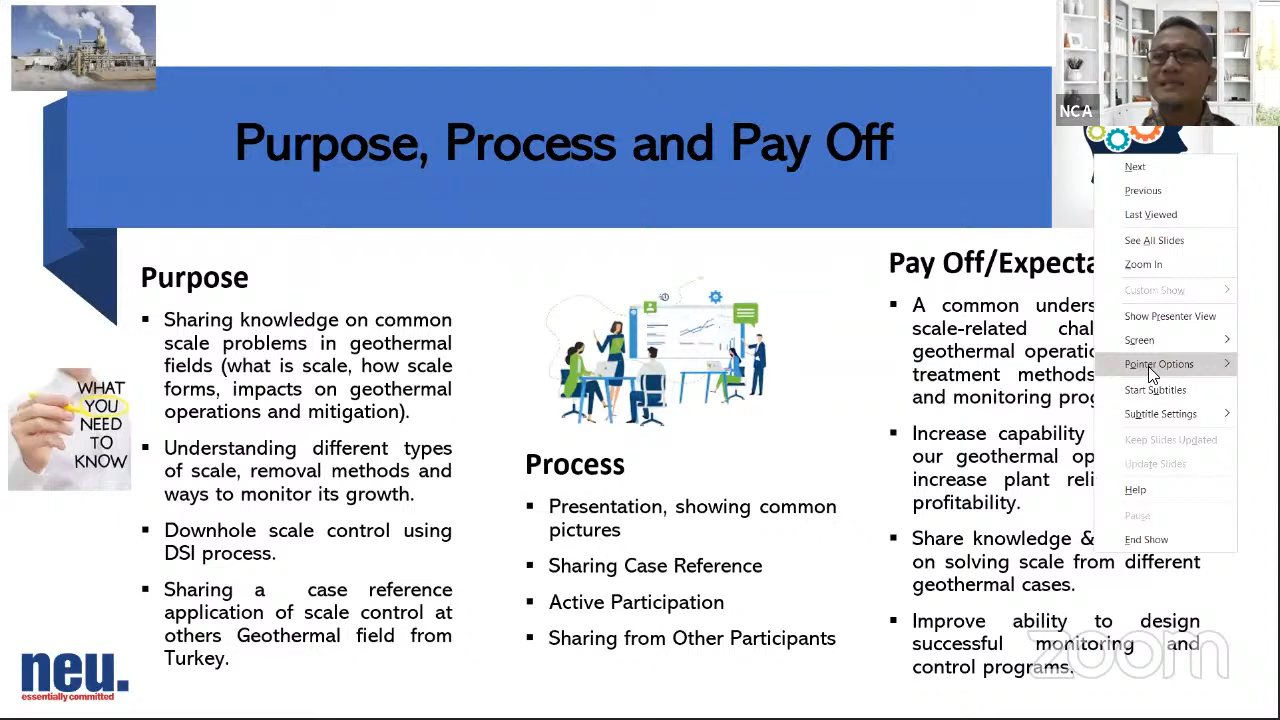 Purpose, Process and Pay Off
NCA
Purpose
▪ Sharing knowledge on common
scale problems in geothermal
fields (what is scale, how scale
forms, impacts on geothermal
operations and mitigation).
▪ Understanding different types
of scale, removal methods and
ways to monitor its growth.
▪ Downhole scale control using
DSI process.
▪ Sharing a case reference
application of scale control at
others Geothermal field from
Turkey.
WHAT
YOU
NEED
TO
KNOW
neu.
essentially committed
Process
▪ Presentation, showing common
pictures
▪ Sharing Case Reference
▪ Active Participation
▪ Sharing from Other Participants
Pay Off/Expecta
▪ A common unders
scale-related chal
geothermal operatio
treatment methods
and monitoring prog
▪ Increase capability
our geothermal op
increase plant reli
profitability.
▪ Share knowledge &
on solving scale from different
geothermal cases.
▪ Improve ability to design
successful monitoring and
control programs.
Next
Previous
Last Viewed
See All Slides
Zoom In
Custom Show
Show Presenter View
Screen
Pointer Options
Start Subtitles
Subtitle Settings
Keep Slides Updated
Update Slides
Help
Pause
End Show
zoom